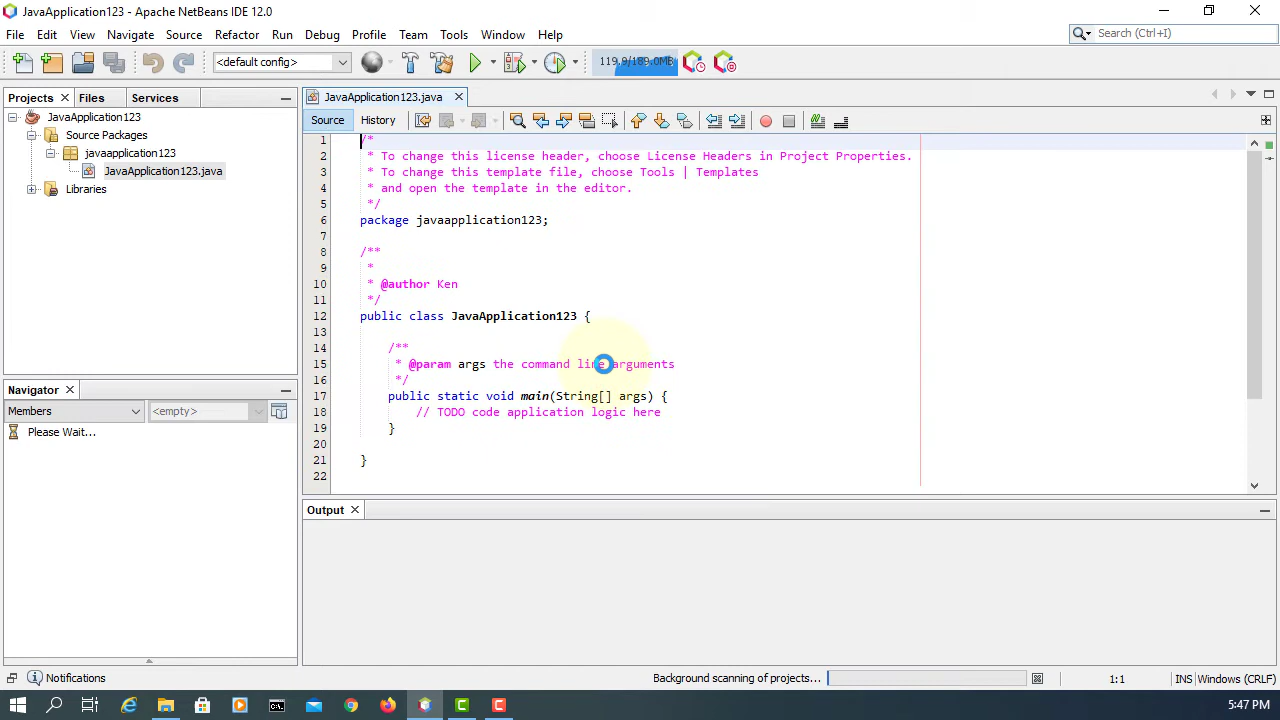 JavaApplication123 - Apache NetBeans IDE 12.0
File Edit View Navigate Source Refactor Run Debug Profile Team Tools Window Help
Search (Ctrl+I)
<default config>
119.9/189.0MB
Projects Files Services
JavaApplication123
Source Packages
javaapplication123
JavaApplication123.java
Libraries
Navigator
Members <empty>
Please Wait...
JavaApplication123.java
Source History
1 /*
2 * To change this license header, choose License Headers in Project Properties.
3 * To change this template file, choose Tools | Templates
4 * and open the template in the editor.
5 */
6 package javaapplication123;
7
8 /**
9 *
10 * @author Ken
11 */
12 public class JavaApplication123 {
13
14 /**
15 * @param args the command line arguments
16 */
17 public static void main(String[] args) {
18 // TODO code application logic here
19 }
20
21 }
22
Output
Notifications
Background scanning of projects...
1:1
INS
Windows (CRLF)
5:47 PM